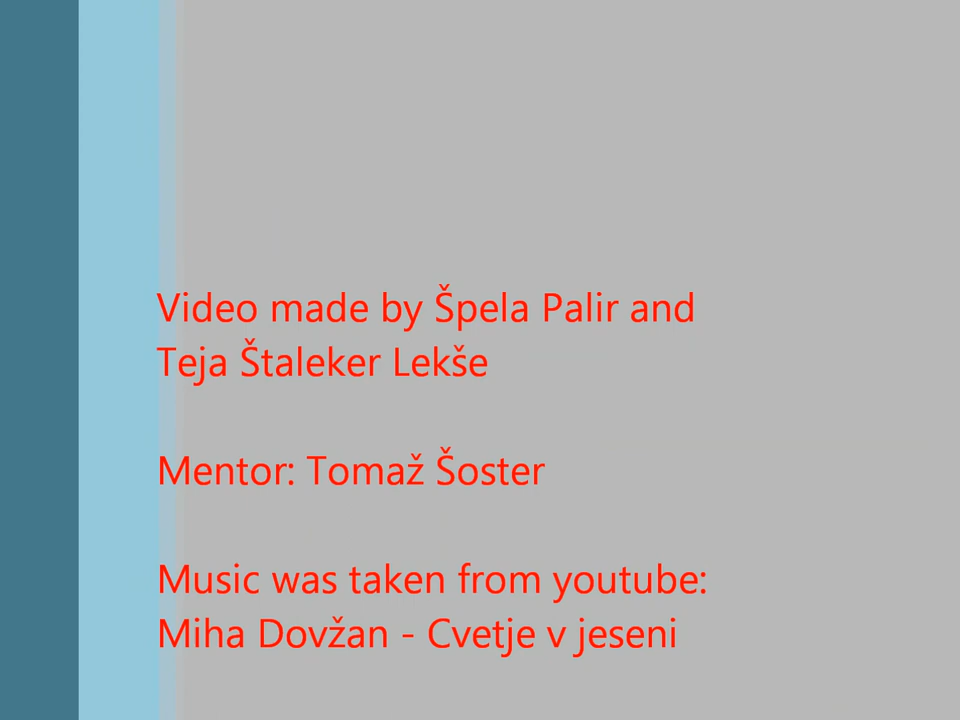 Video made by Špela Palir and
Teja Štaleker Lekše
Mentor: Tomaž Šoster
Music was taken from youtube:
Miha Dovžan - Cvetje v jeseni